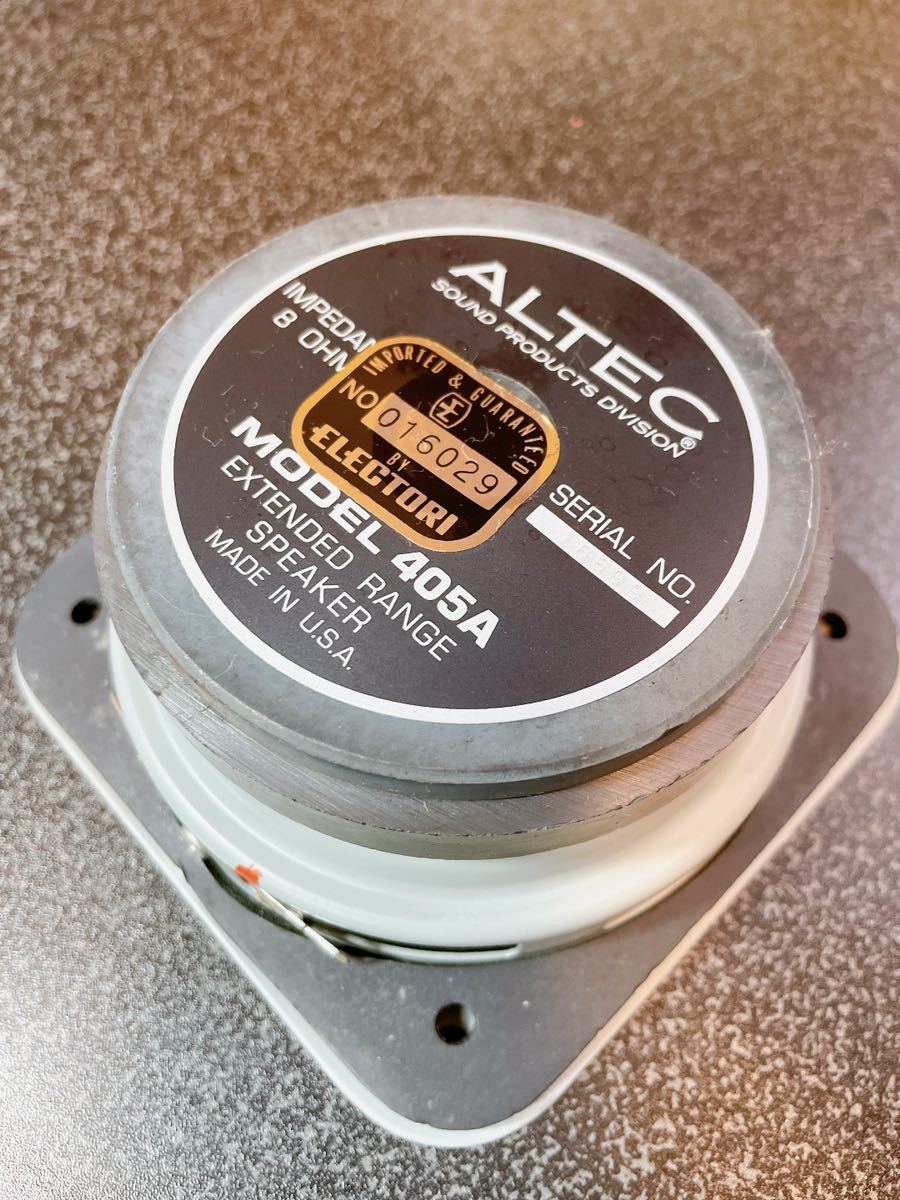 ALTEC®
SOUND PRODUCTS DIVISION
IMPEDAN
8 OHM
IMPORTED & GUARANTEED
NO 016029
BY
ELECTORI
SERIAL NO.
MODEL 405A
EXTENDED RANGE
SPEAKER
MADE IN U.S.A.